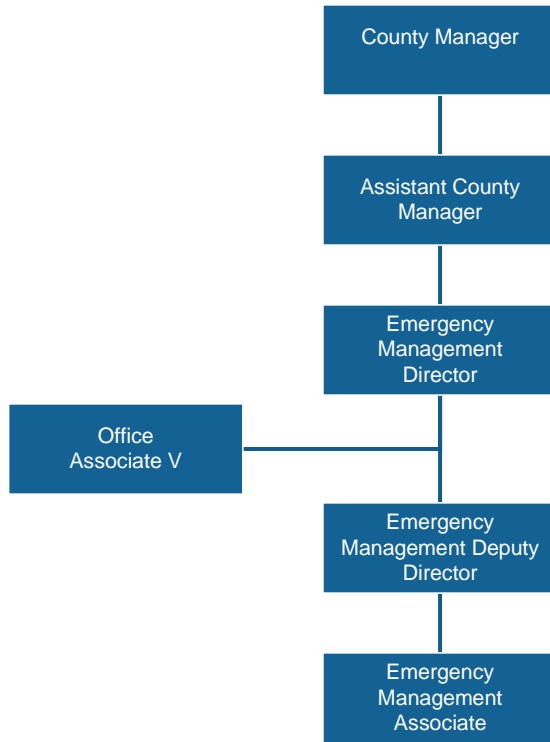 County Manager
Assistant County
Manager
Emergency
Management
Director
Office
Associate V
Emergency
Management Deputy
Director
Emergency
Management
Associate